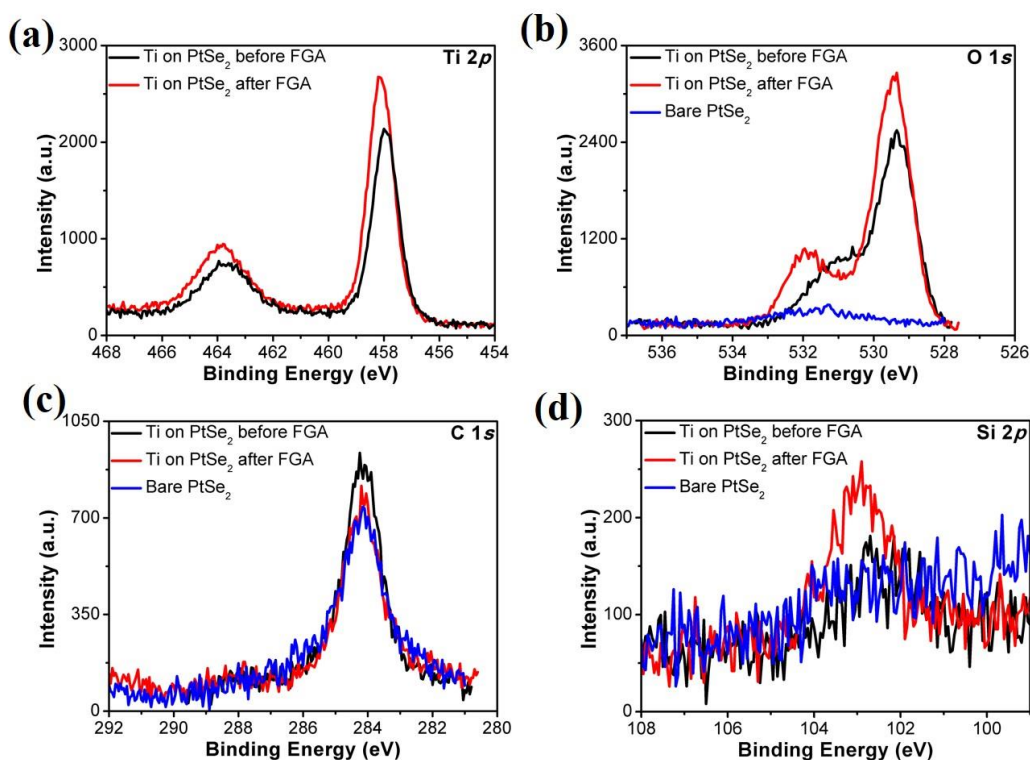 (a)
3000
2000
1000
0
Intensity (a.u.)
Ti on PtSe2 before FGA
Ti on PtSe2 after FGA
Ti 2p
468 466 464 462 460 458 456 454
Binding Energy (eV)
(b)
3600
2400
1200
0
Intensity (a.u.)
Ti on PtSe2 before FGA
Ti on PtSe2 after FGA
Bare PtSe2
O 1s
536 534 532 530 528 526
Binding Energy (eV)
(c)
1050
700
350
0
Intensity (a.u.)
Ti on PtSe2 before FGA
Ti on PtSe2 after FGA
Bare PtSe2
C 1s
292 290 288 286 284 282 280
Binding Energy (eV)
(d)
300
200
100
0
Intensity (a.u.)
Ti on PtSe2 before FGA
Ti on PtSe2 after FGA
Bare PtSe2
Si 2p
108 106 104 102 100
Binding Energy (eV)